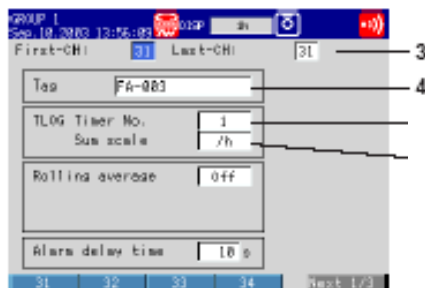 GROUP 1
Sep.10.2003 13:56:09 DISP 1h
First-CH: 31 Last-CH: 31 3
Tag FA-003 4
TLOG Timer No. 1
Sum scale /h
Rolling average Off
Alarm delay time 10 s
31 32 33 34 Next 1/3